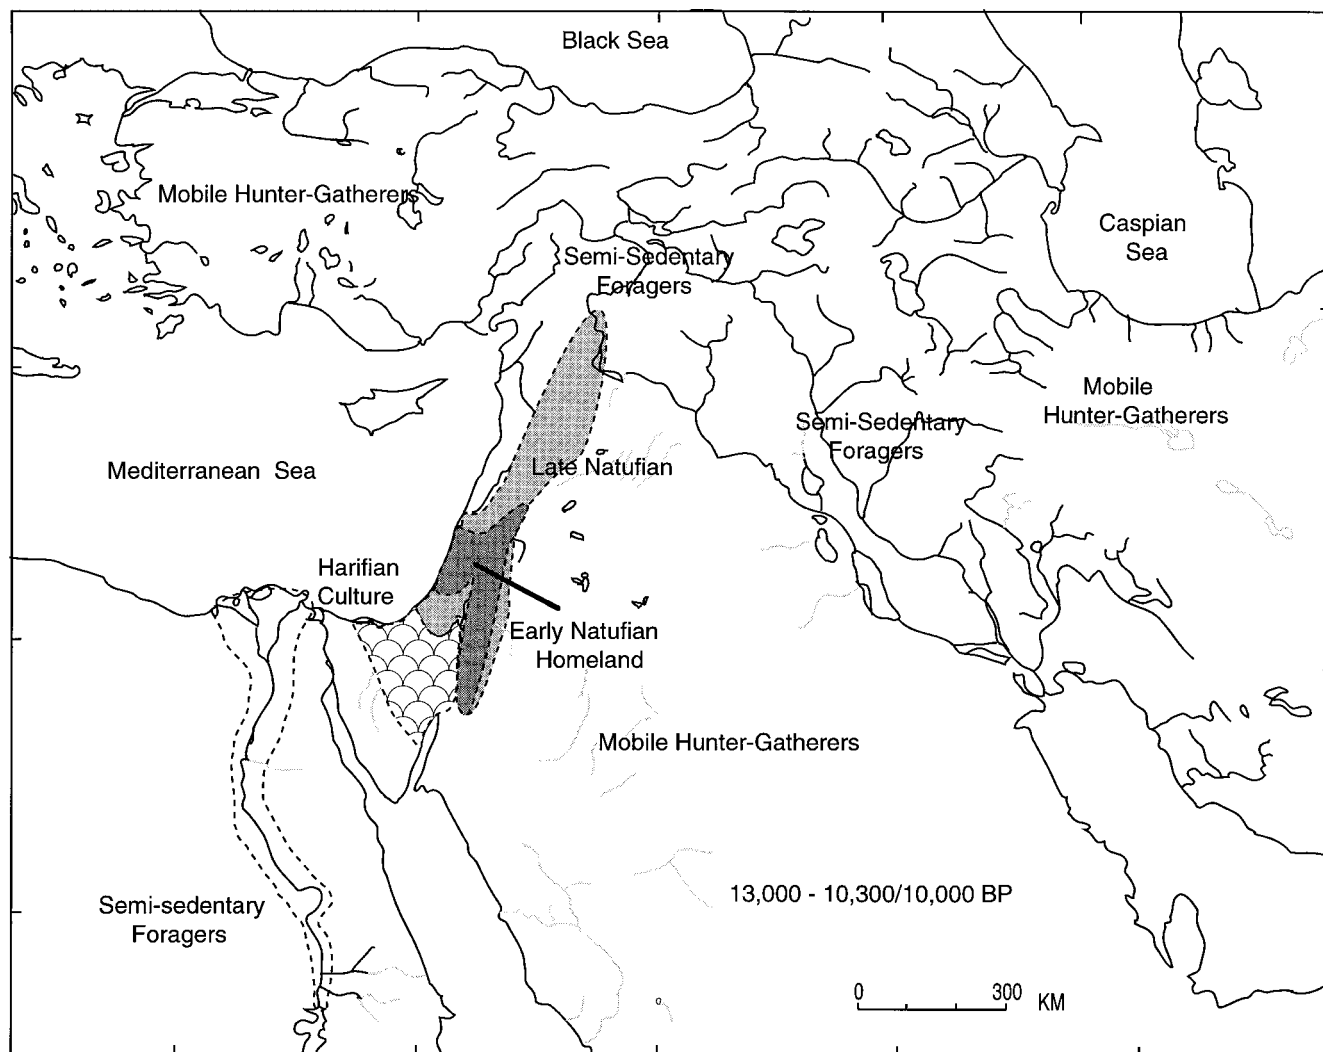 Black Sea
Mobile Hunter-Gatherers
Caspian
Sea
Semi-Sedentary
Foragers
Mobile
Hunter-Gatherers
Semi-Sedentary
Foragers
Late Natufian
Mediterranean Sea
Harifian
Culture
Early Natufian
Homeland
Mobile Hunter-Gatherers
13,000 - 10,300/10,000 BP
Semi-sedentary
Foragers
0 300 KM